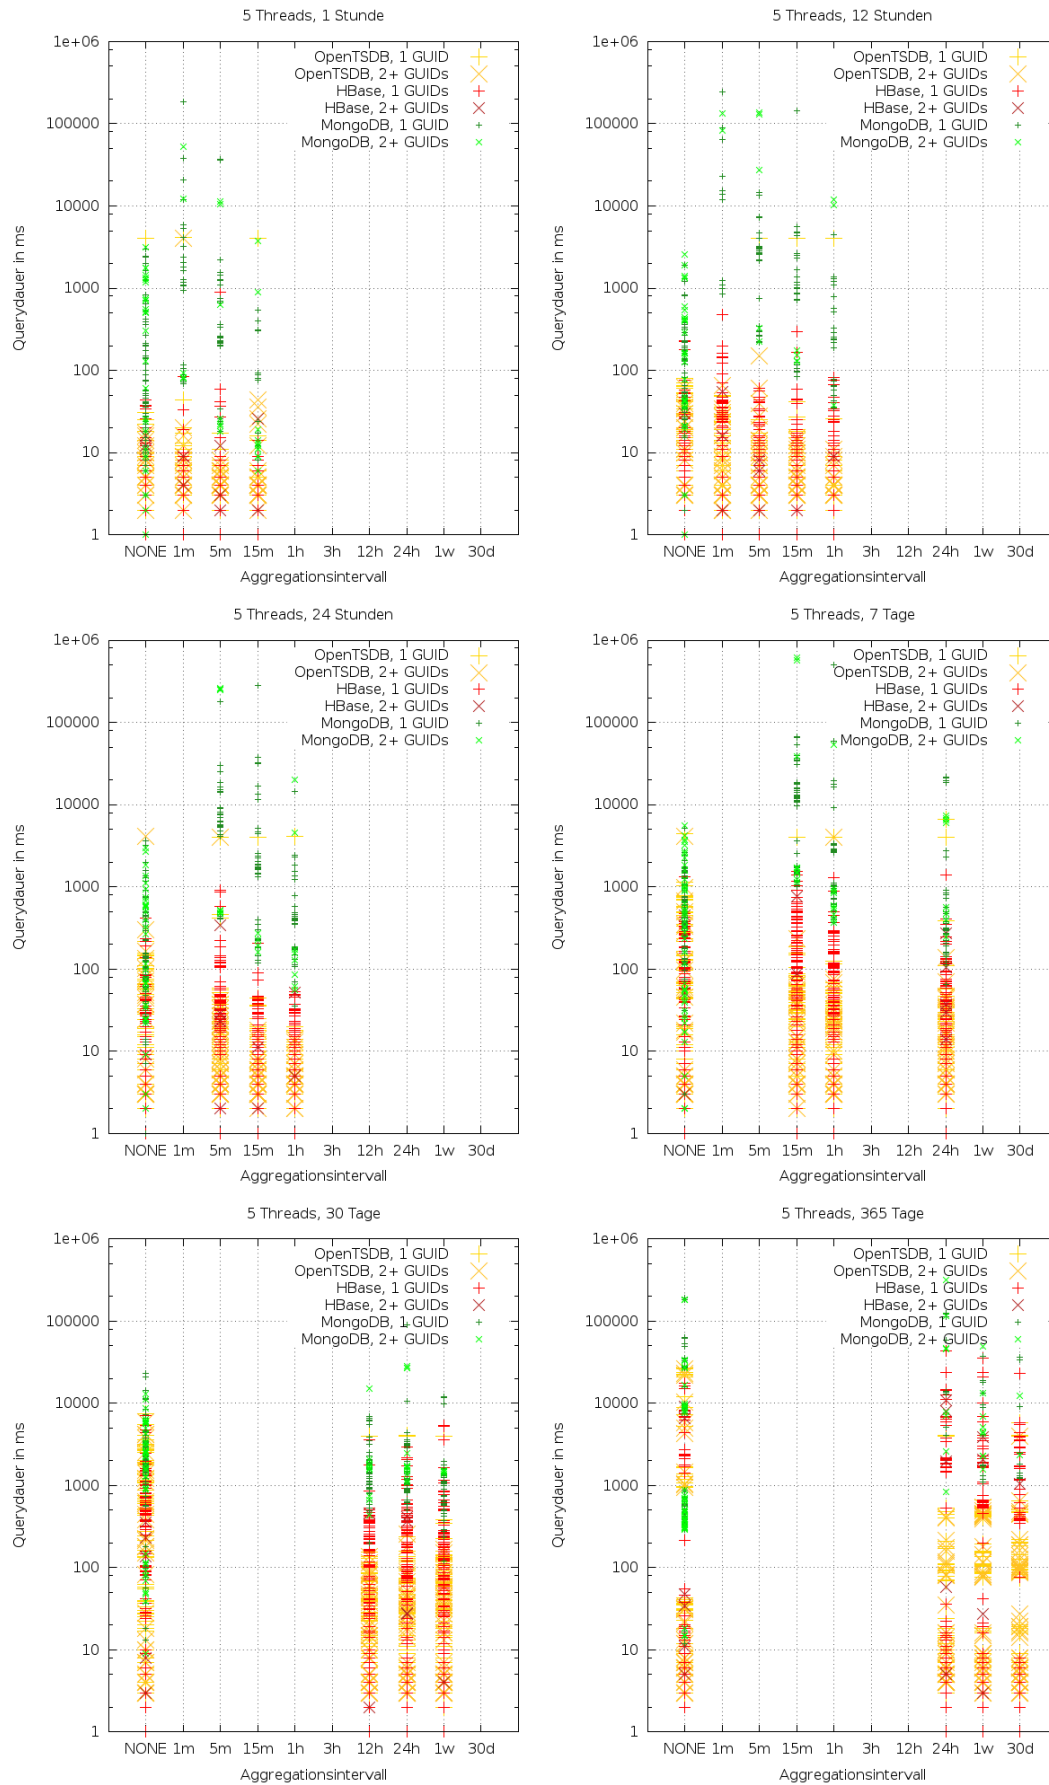 5 Threads, 1 Stunde
1e+06
100000
10000
1000
100
10
1
Querydauer in ms
OpenTSDB, 1 GUID
OpenTSDB, 2+ GUIDs
HBase, 1 GUIDs
HBase, 2+ GUIDs
MongoDB, 1 GUID
MongoDB, 2+ GUIDs
NONE 1m 5m 15m 1h 3h 12h 24h 1w 30d
Aggregationsintervall
5 Threads, 12 Stunden
1e+06
100000
10000
1000
100
10
1
Querydauer in ms
OpenTSDB, 1 GUID
OpenTSDB, 2+ GUIDs
HBase, 1 GUIDs
HBase, 2+ GUIDs
MongoDB, 1 GUID
MongoDB, 2+ GUIDs
NONE 1m 5m 15m 1h 3h 12h 24h 1w 30d
Aggregationsintervall
5 Threads, 24 Stunden
1e+06
100000
10000
1000
100
10
1
Querydauer in ms
OpenTSDB, 1 GUID
OpenTSDB, 2+ GUIDs
HBase, 1 GUIDs
HBase, 2+ GUIDs
MongoDB, 1 GUID
MongoDB, 2+ GUIDs
NONE 1m 5m 15m 1h 3h 12h 24h 1w 30d
Aggregationsintervall
5 Threads, 7 Tage
1e+06
100000
10000
1000
100
10
1
Querydauer in ms
OpenTSDB, 1 GUID
OpenTSDB, 2+ GUIDs
HBase, 1 GUIDs
HBase, 2+ GUIDs
MongoDB, 1 GUID
MongoDB, 2+ GUIDs
NONE 1m 5m 15m 1h 3h 12h 24h 1w 30d
Aggregationsintervall
5 Threads, 30 Tage
1e+06
100000
10000
1000
100
10
1
Querydauer in ms
OpenTSDB, 1 GUID
OpenTSDB, 2+ GUIDs
HBase, 1 GUIDs
HBase, 2+ GUIDs
MongoDB, 1 GUID
MongoDB, 2+ GUIDs
NONE 1m 5m 15m 1h 3h 12h 24h 1w 30d
Aggregationsintervall
5 Threads, 365 Tage
1e+06
100000
10000
1000
100
10
1
Querydauer in ms
OpenTSDB, 1 GUID
OpenTSDB, 2+ GUIDs
HBase, 1 GUIDs
HBase, 2+ GUIDs
MongoDB, 1 GUID
MongoDB, 2+ GUIDs
NONE 1m 5m 15m 1h 3h 12h 24h 1w 30d
Aggregationsintervall